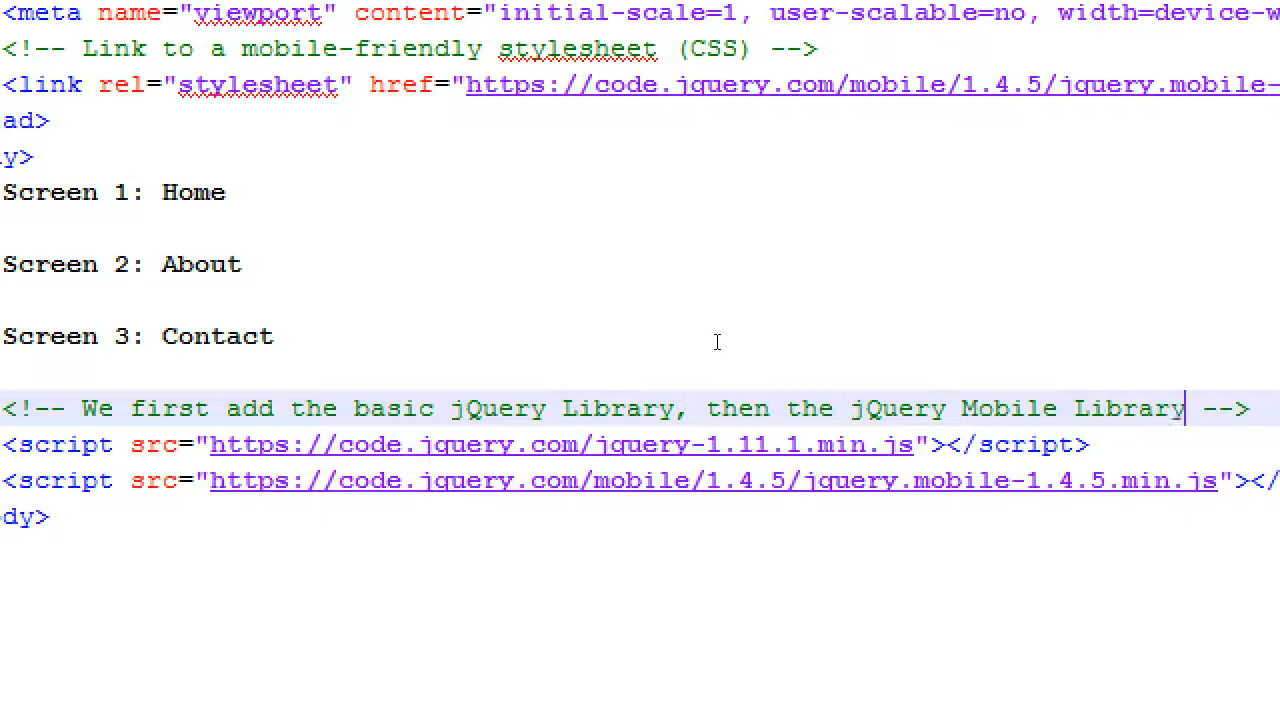 <meta name="viewport" content="initial-scale=1, user-scalable=no, width=device-w
<!-- Link to a mobile-friendly stylesheet (CSS) -->
<link rel="stylesheet" href="https://code.jquery.com/mobile/1.4.5/jquery.mobile-
ad>
y>
Screen 1: Home
Screen 2: About
Screen 3: Contact
<!-- We first add the basic jQuery Library, then the jQuery Mobile Library -->
<script src="https://code.jquery.com/jquery-1.11.1.min.js"></script>
<script src="https://code.jquery.com/mobile/1.4.5/jquery.mobile-1.4.5.min.js"></
dy>